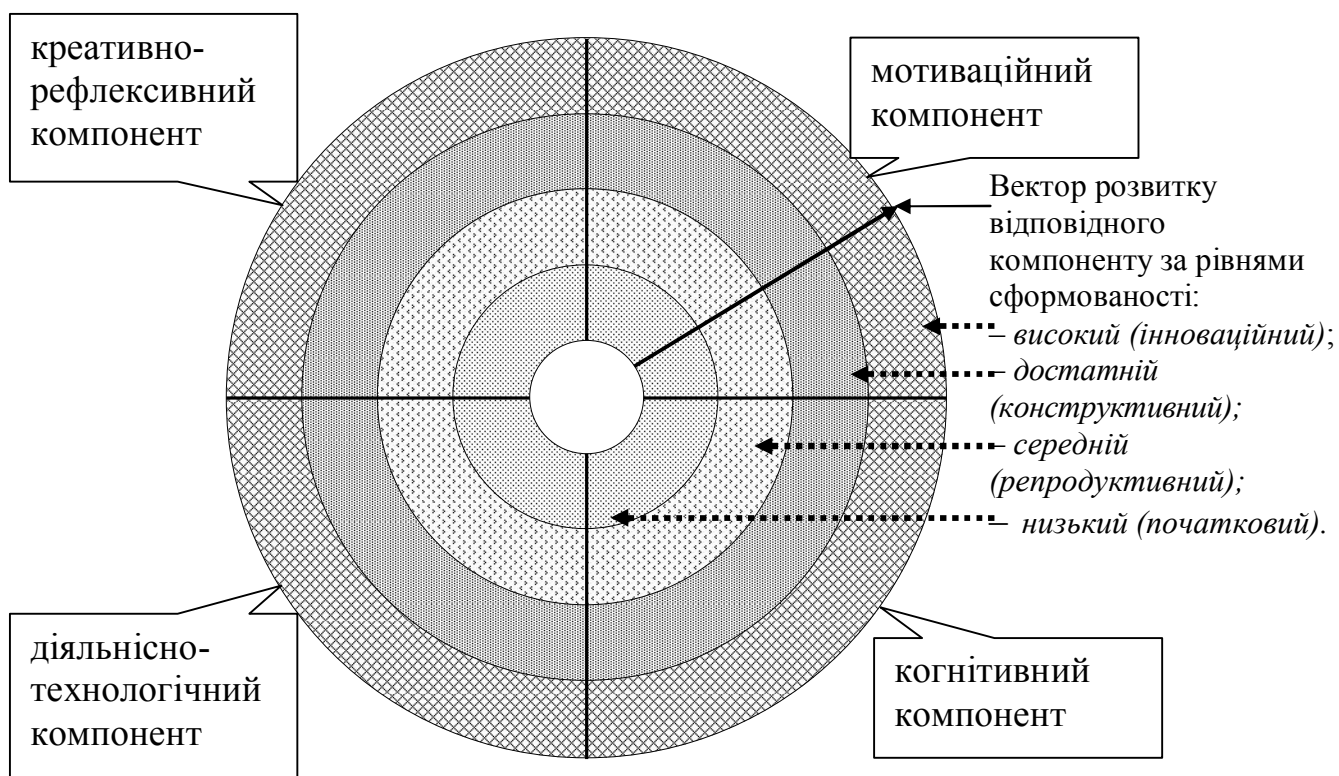 креативно-
рефлексивний
компонент
мотиваційний
компонент
Вектор розвитку
відповідного
компоненту за рівнями
сформованості:
– високий (інноваційний);
– достатній
(конструктивний);
– середній
(репродуктивний);
– низький (початковий).
діяльнісно-
технологічний
компонент
когнітивний
компонент